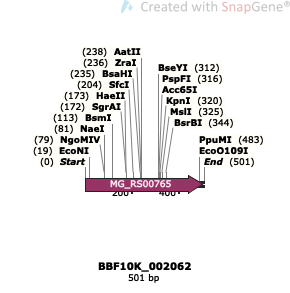 Created with SnapGene®
(238) AatII
(236) ZraI
(235) BsaHI
(204) SfcI
(173) HaeII
(172) SgrAI
(113) BsmI
(81) NaeI
(79) NgoMIV
(19) EcoNI
(0) Start
BseYI (312)
PspFI (316)
Acc65I
KpnI (320)
MslI (325)
BsrBI (344)
PpuMI (483)
EcoO109I
End (501)
MG_RS00765
200 400
BBF10K_002062
501 bp